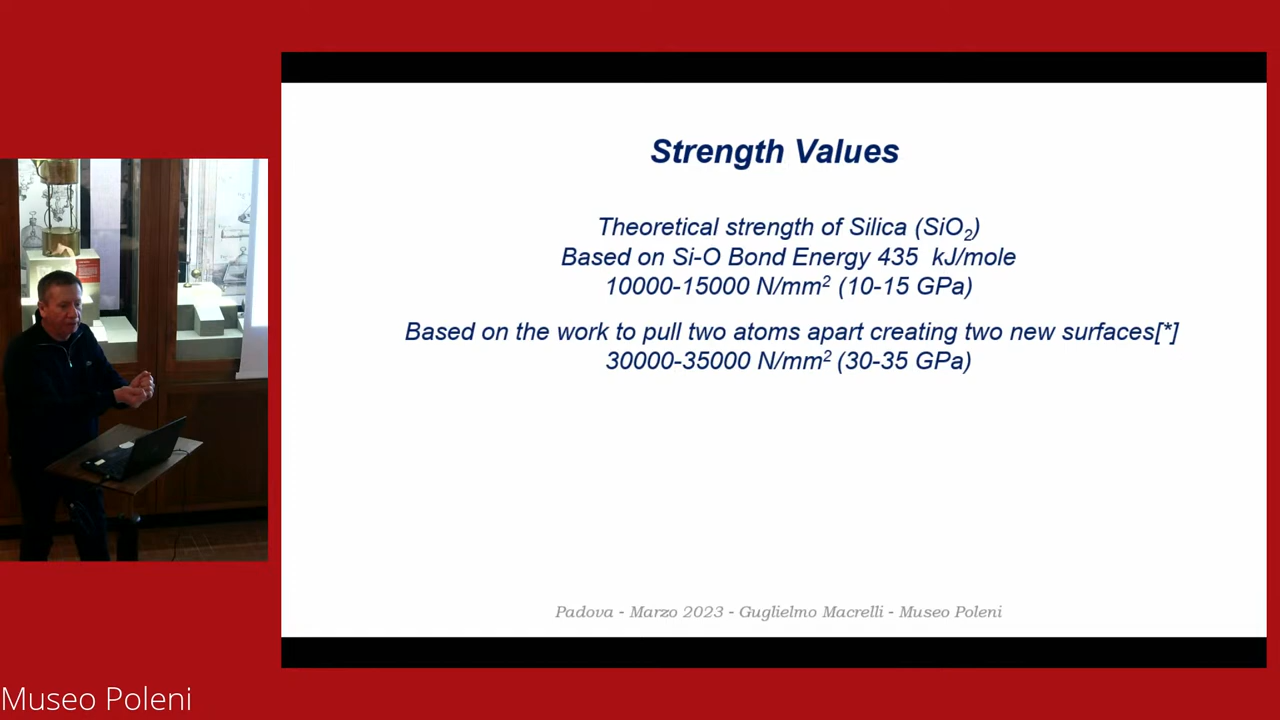 Strength Values
Theoretical strength of Silica (SiO2)
Based on Si-O Bond Energy 435 kJ/mole
10000-15000 N/mm² (10-15 GPa)
Based on the work to pull two atoms apart creating two new surfaces[*]
30000-35000 N/mm² (30-35 GPa)
Padova - Marzo 2023 - Guglielmo Macrelli - Museo Poleni
Museo Poleni